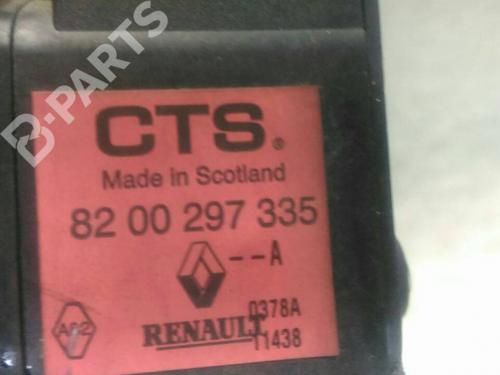 B-PARTS
CTS®
Made in Scotland
82 00 297 335
--A
0378A
RENAULT 11438